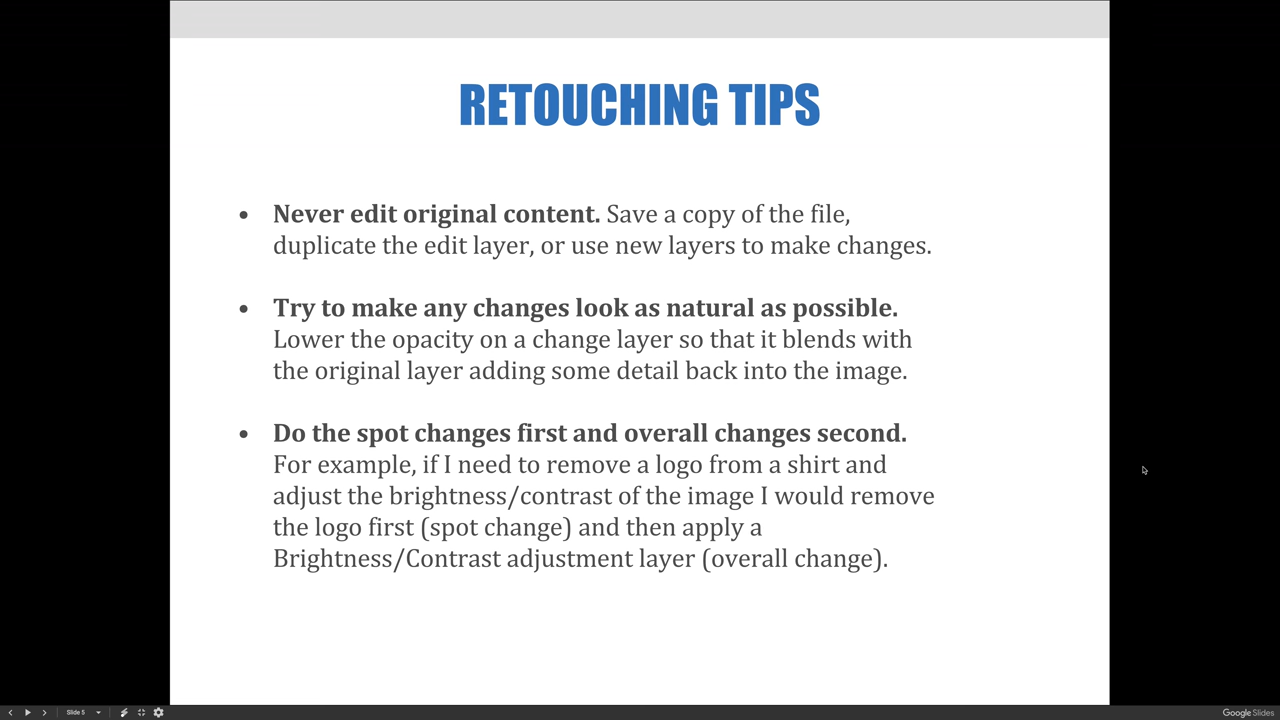 RETOUCHING TIPS
• Never edit original content. Save a copy of the file,
duplicate the edit layer, or use new layers to make changes.
• Try to make any changes look as natural as possible.
Lower the opacity on a change layer so that it blends with
the original layer adding some detail back into the image.
• Do the spot changes first and overall changes second.
For example, if I need to remove a logo from a shirt and
adjust the brightness/contrast of the image I would remove
the logo first (spot change) and then apply a
Brightness/Contrast adjustment layer (overall change).
Slide 5
Google Slides